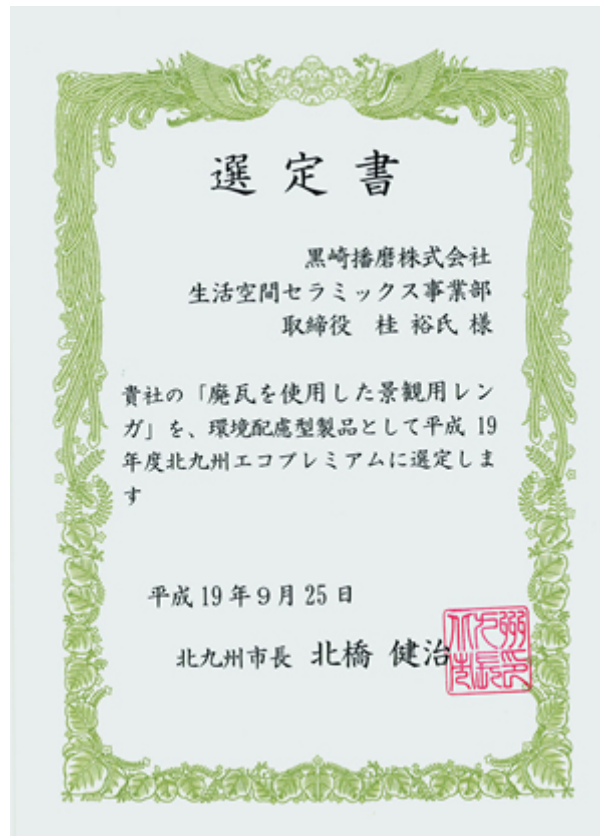 選定書
黒崎播磨株式会社
生活空間セラミックス事業部
取締役 桂 裕氏 様
貴社の「廃瓦を使用した景観用レン
ガ」を、環境配慮型製品として平成 19
年度北九州エコプレミアムに選定しま
す
平成 19 年 9 月 25 日
北九州市長 北橋 健治